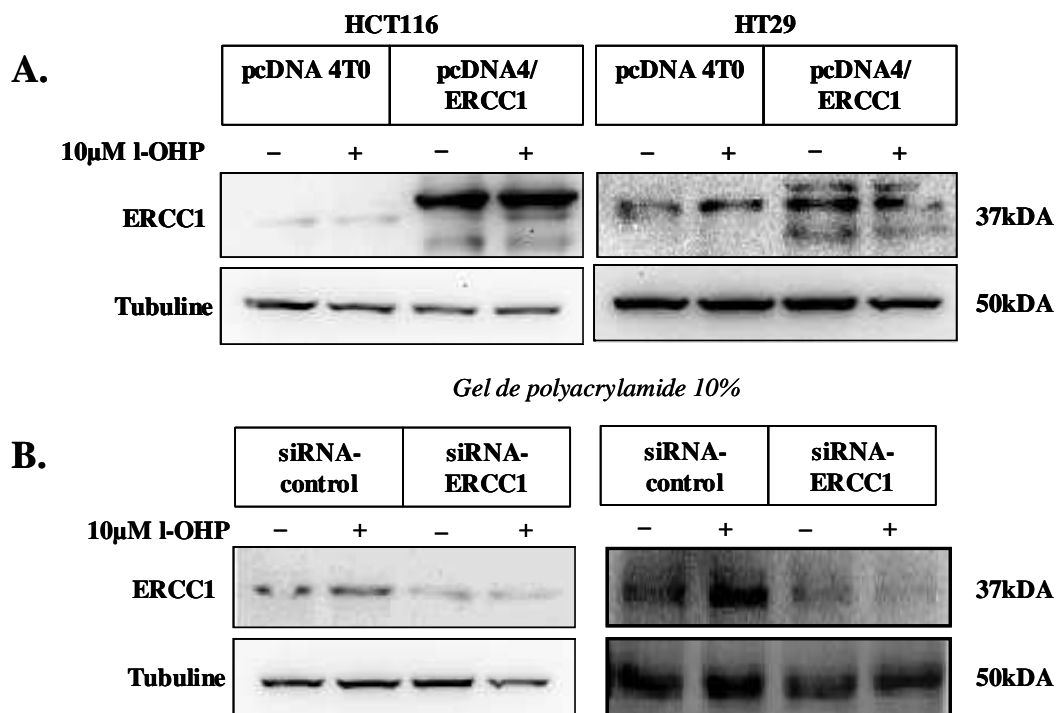 HCT116 HT29
A.
pcDNA 4T0 pcDNA4/ pcDNA 4T0 pcDNA4/
ERCC1 ERCC1
10μM l-OHP – + – + – + – +
ERCC1 37kDA
Tubuline 50kDA
Gel de polyacrylamide 10%
B.
siRNA- siRNA- siRNA- siRNA-
control ERCC1 control ERCC1
10μM l-OHP – + – + – + – +
ERCC1 37kDA
Tubuline 50kDA